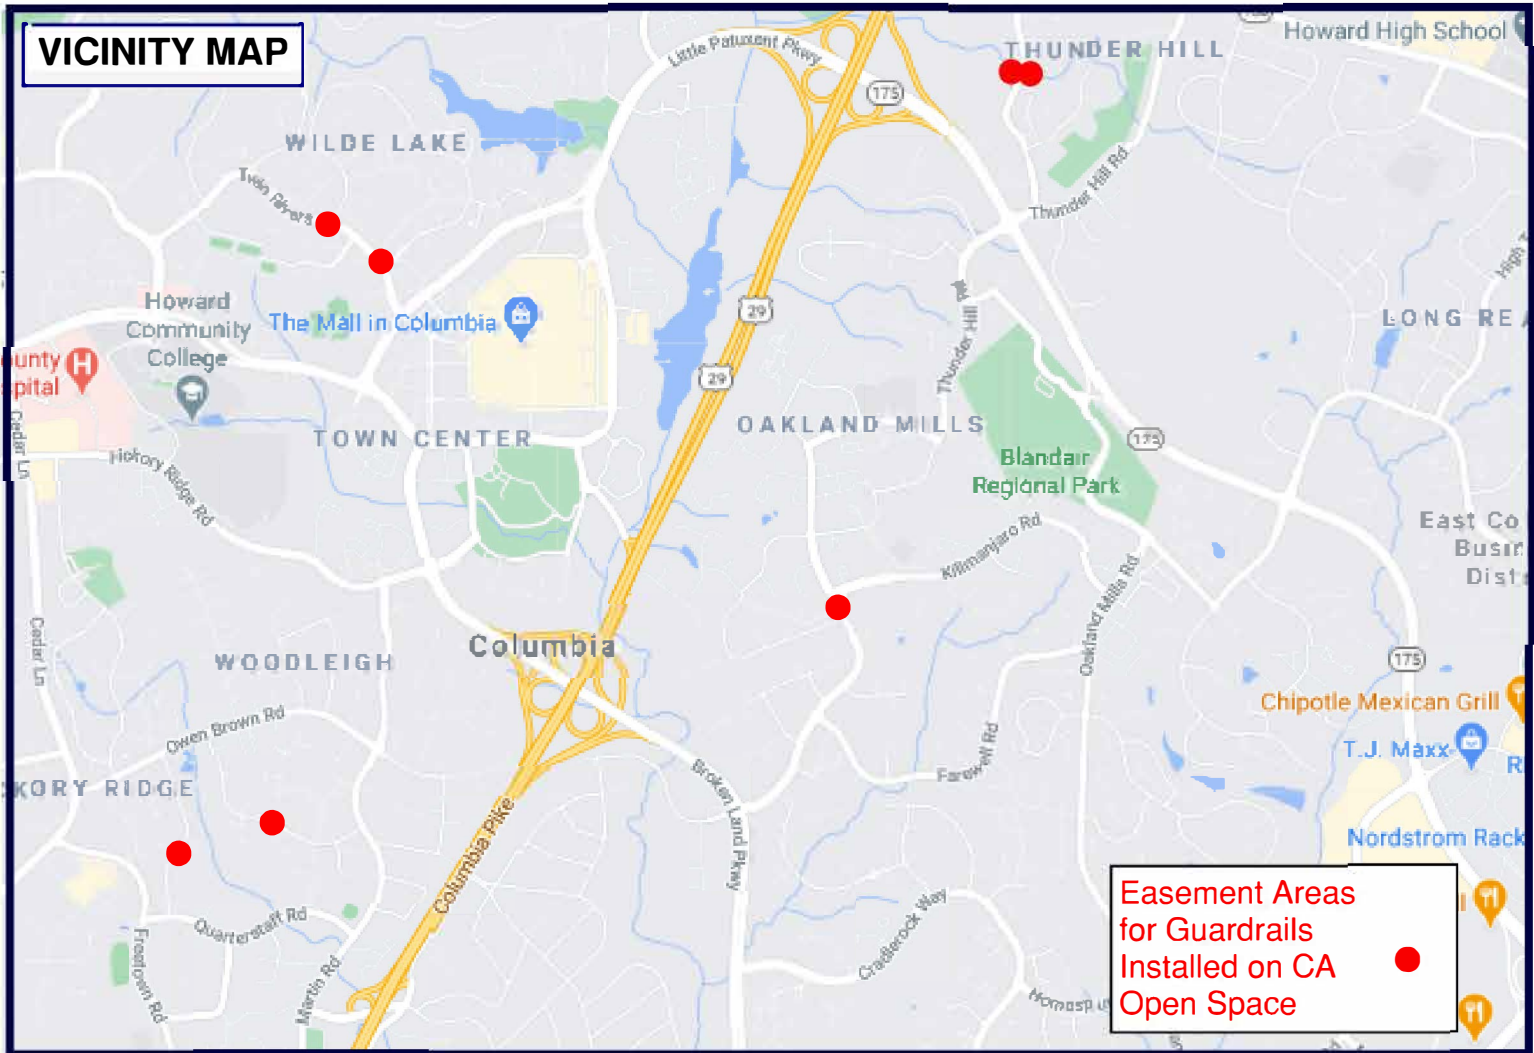 VICINITY MAP
Little Patuxent Pkwy
175
THUNDER HILL
Howard High School
WILDE LAKE
Twin Rivers
Thunder Hill Rd
Howard
Community
College
The Mall in Columbia
29
29
Thunder Hill Rd
LONG REA
High T
ounty
spital
Cedar Ln
TOWN CENTER
OAKLAND MILLS
175
Blandair
Regional Park
Hickory Ridge Rd
Kilimanjaro Rd
East Co
Busin
Dist
Oakland Mills Rd
Cedar Ln
Columbia
WOODLEIGH
175
Chipotle Mexican Grill
Owen Brown Rd
T.J. Maxx
R
Farewell Rd
Broken Land Pkwy
KORY RIDGE
Columbia Pike
Nordstrom Rack
Quarterstaff Rd
Freetown Rd
Martin Rd
Cradlerock Way
Homespu
Easement Areas
for Guardrails
Installed on CA
Open Space